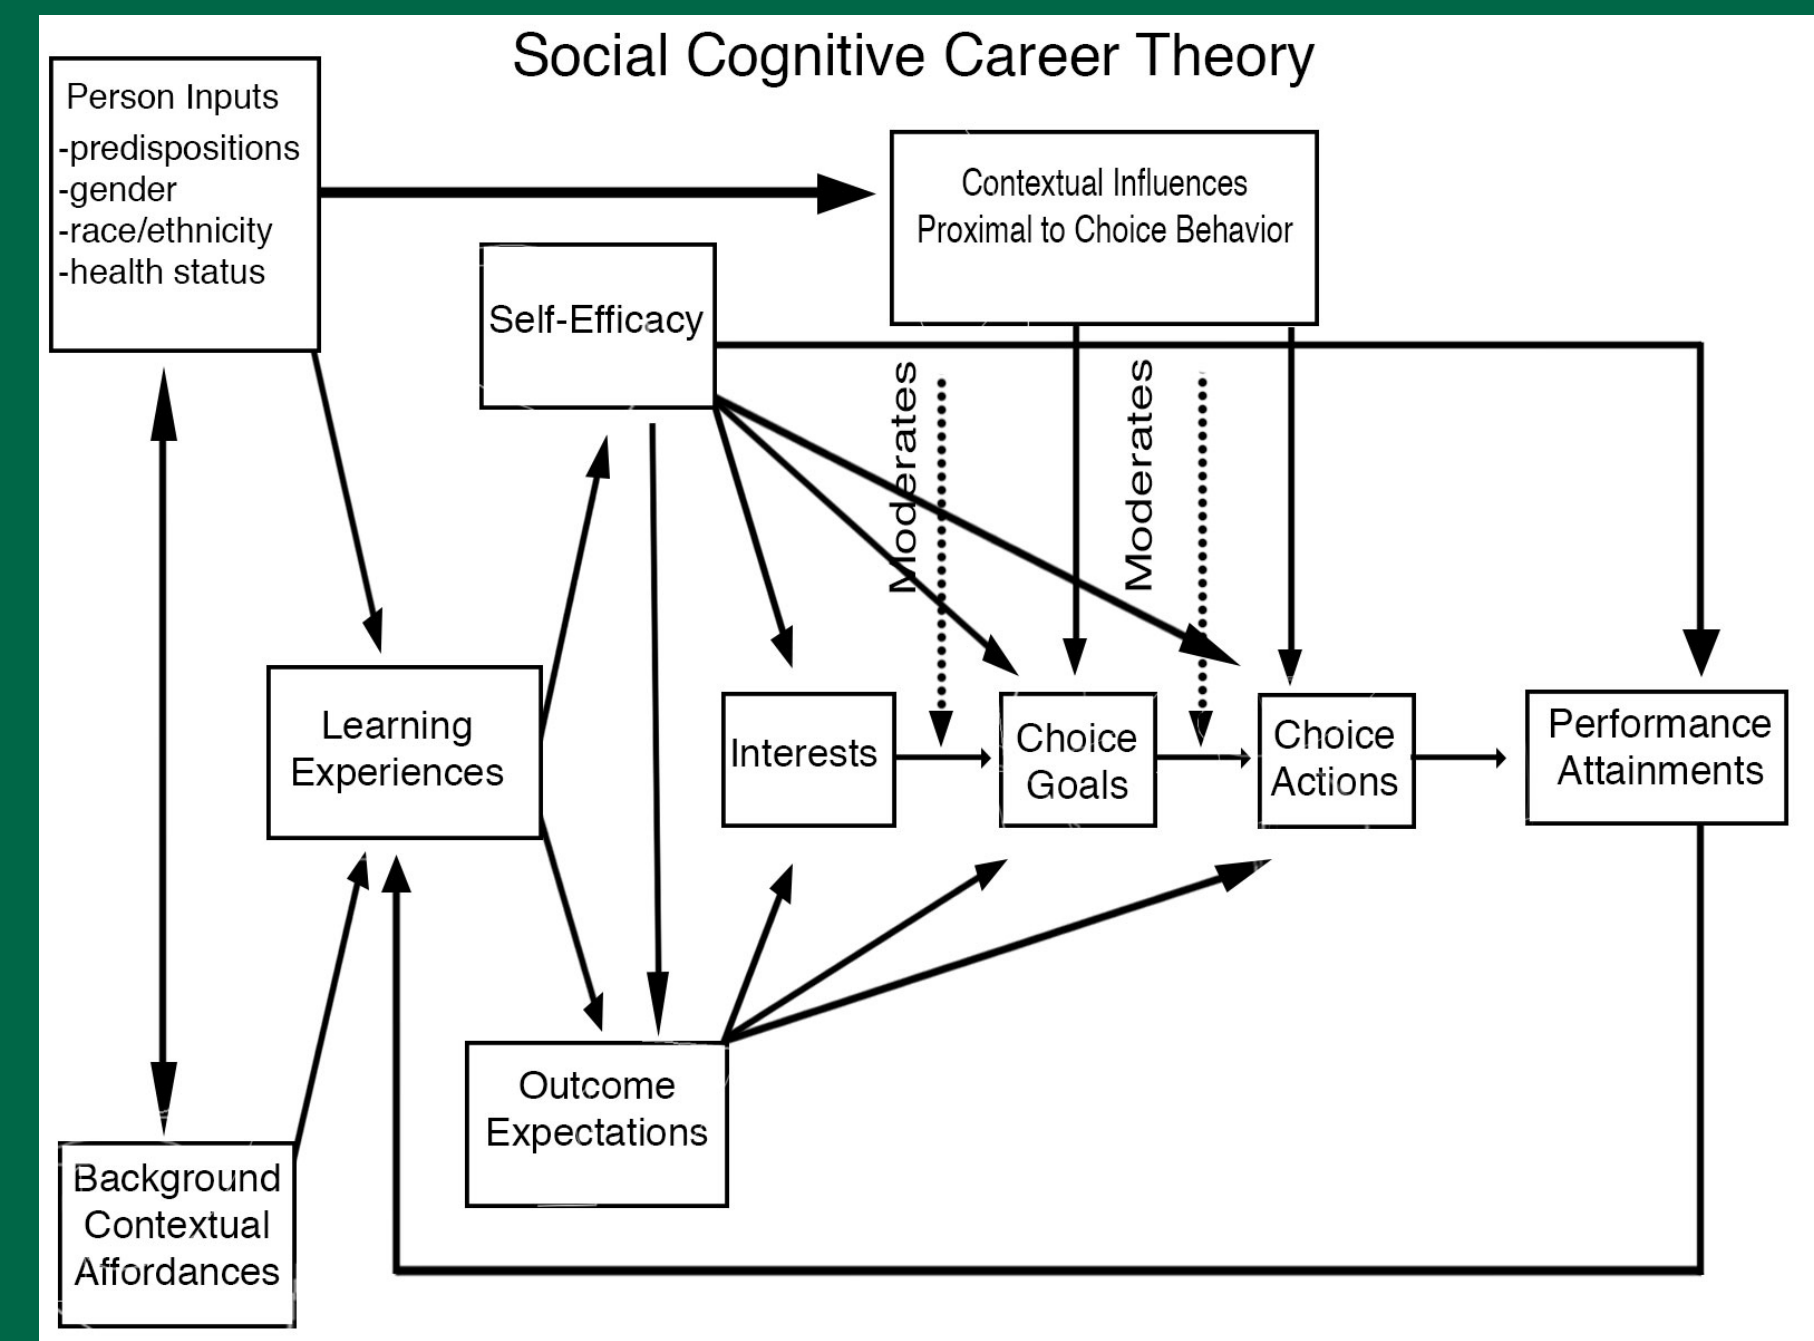 Social Cognitive Career Theory
Person Inputs
-predispositions
-gender
-race/ethnicity
-health status
Contextual Influences
Proximal to Choice Behavior
Self-Efficacy
Moderates
Moderates
Learning
Experiences
Interests
Choice
Goals
Choice
Actions
Performance
Attainments
Outcome
Expectations
Background
Contextual
Affordances